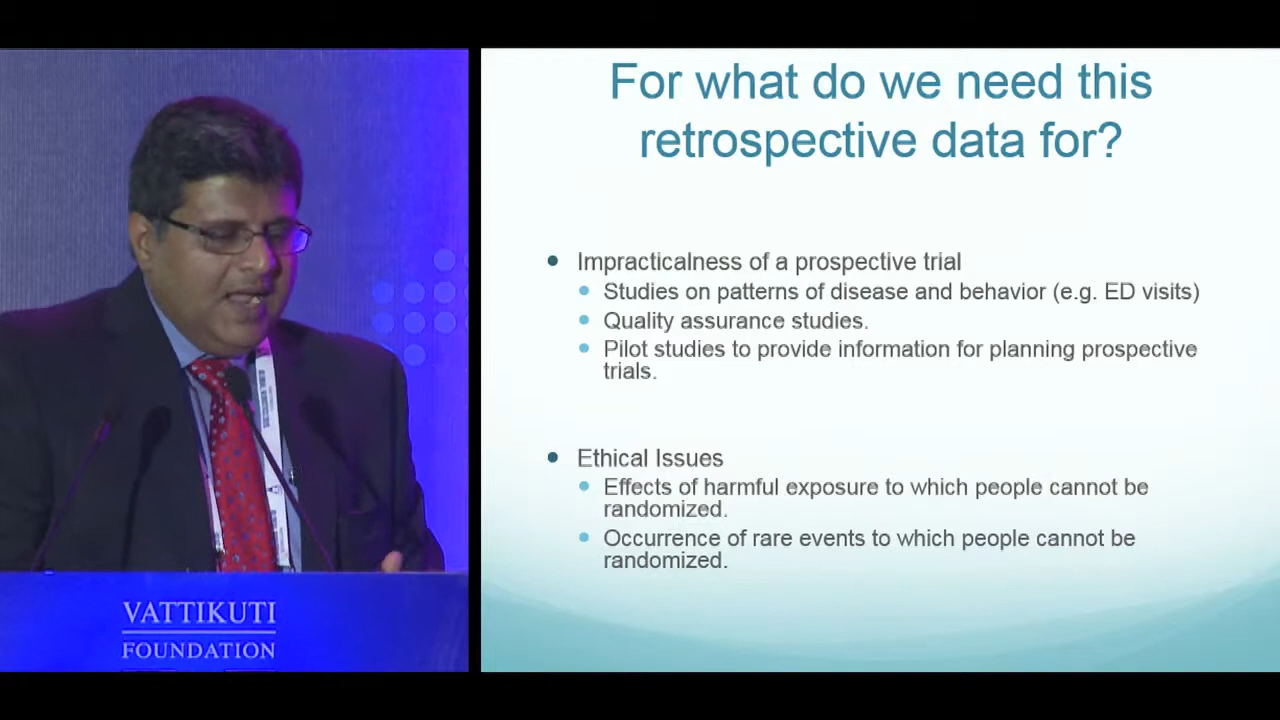 For what do we need this
retrospective data for?
Impracticalness of a prospective trial
Studies on patterns of disease and behavior (e.g. ED visits)
Quality assurance studies.
Pilot studies to provide information for planning prospective
trials.
Ethical Issues
Effects of harmful exposure to which people cannot be
randomized.
Occurrence of rare events to which people cannot be
randomized.
VATTIKUTI
FOUNDATION